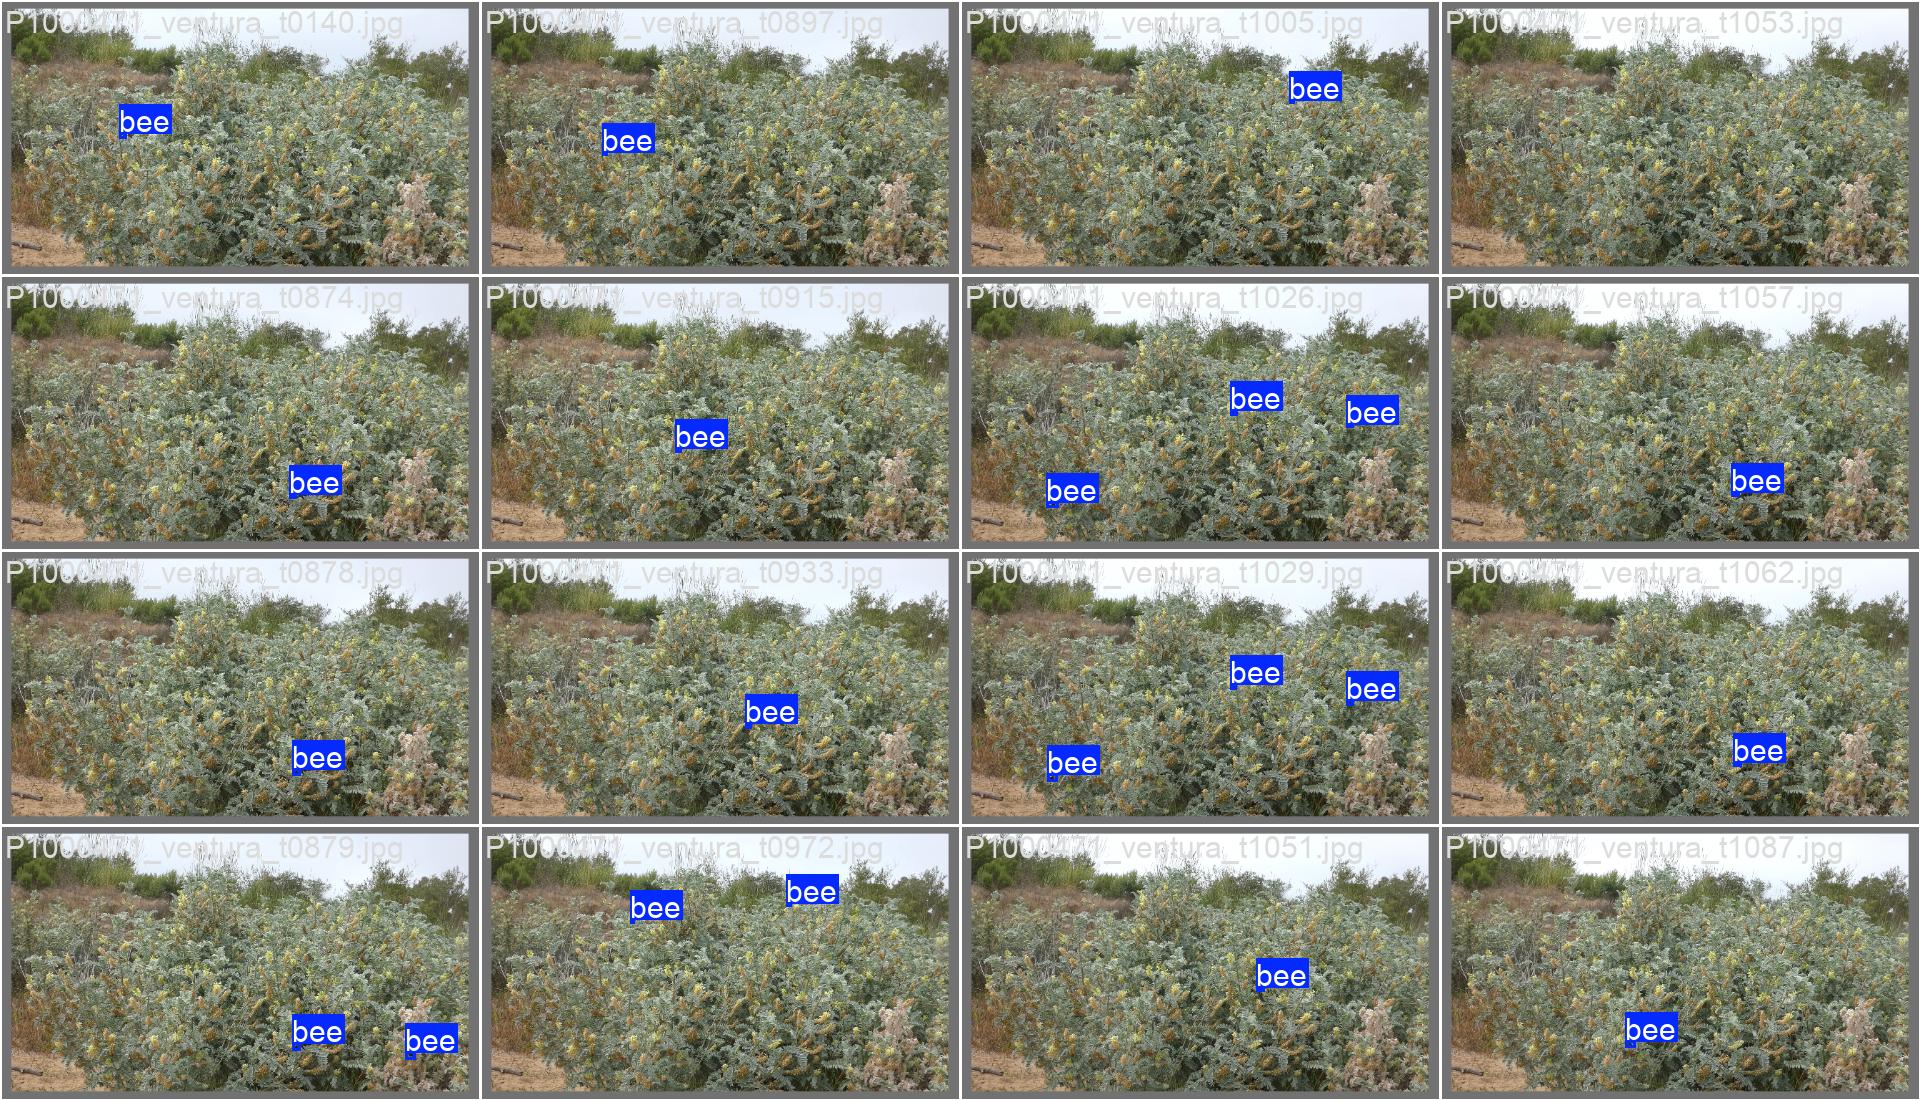 P1000471_ventura_t0140.jpg
bee
P1000471_ventura_t0897.jpg
bee
P1000471_ventura_t1005.jpg
bee
P1000471_ventura_t1053.jpg
P1000471_ventura_t0874.jpg
bee
P1000471_ventura_t0915.jpg
bee
P1000471_ventura_t1026.jpg
bee
bee
bee
P1000471_ventura_t1057.jpg
bee
P1000471_ventura_t0878.jpg
bee
P1000471_ventura_t0933.jpg
bee
P1000471_ventura_t1029.jpg
bee
bee
bee
P1000471_ventura_t1062.jpg
bee
P1000471_ventura_t0879.jpg
bee
bee
P1000471_ventura_t0972.jpg
bee
bee
P1000471_ventura_t1051.jpg
bee
P1000471_ventura_t1087.jpg
bee